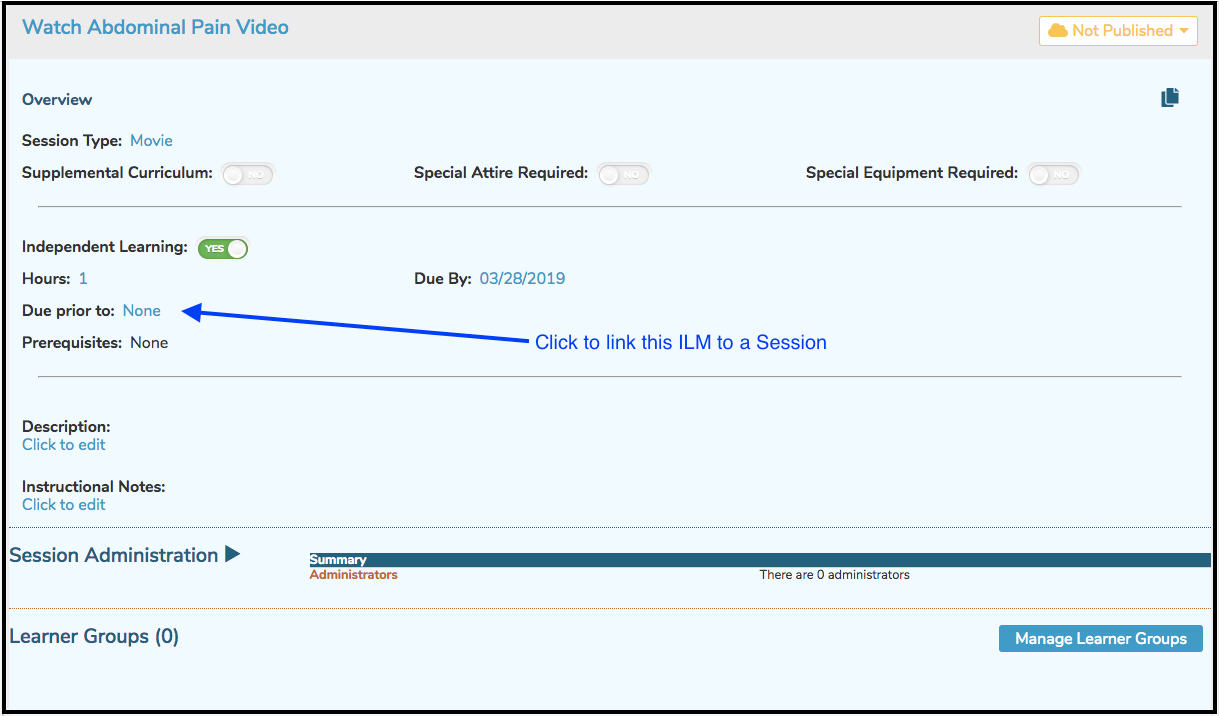 Watch Abdominal Pain Video
Not Published
Overview
Session Type: Movie
Supplemental Curriculum: NO Special Attire Required: NO Special Equipment Required: NO
Independent Learning: YES
Hours: 1 Due By: 03/28/2019
Due prior to: None
Click to link this ILM to a Session
Prerequisites: None
Description:
Click to edit
Instructional Notes:
Click to edit
Session Administration
Summary
Administrators There are 0 administrators
Learner Groups (0) Manage Learner Groups